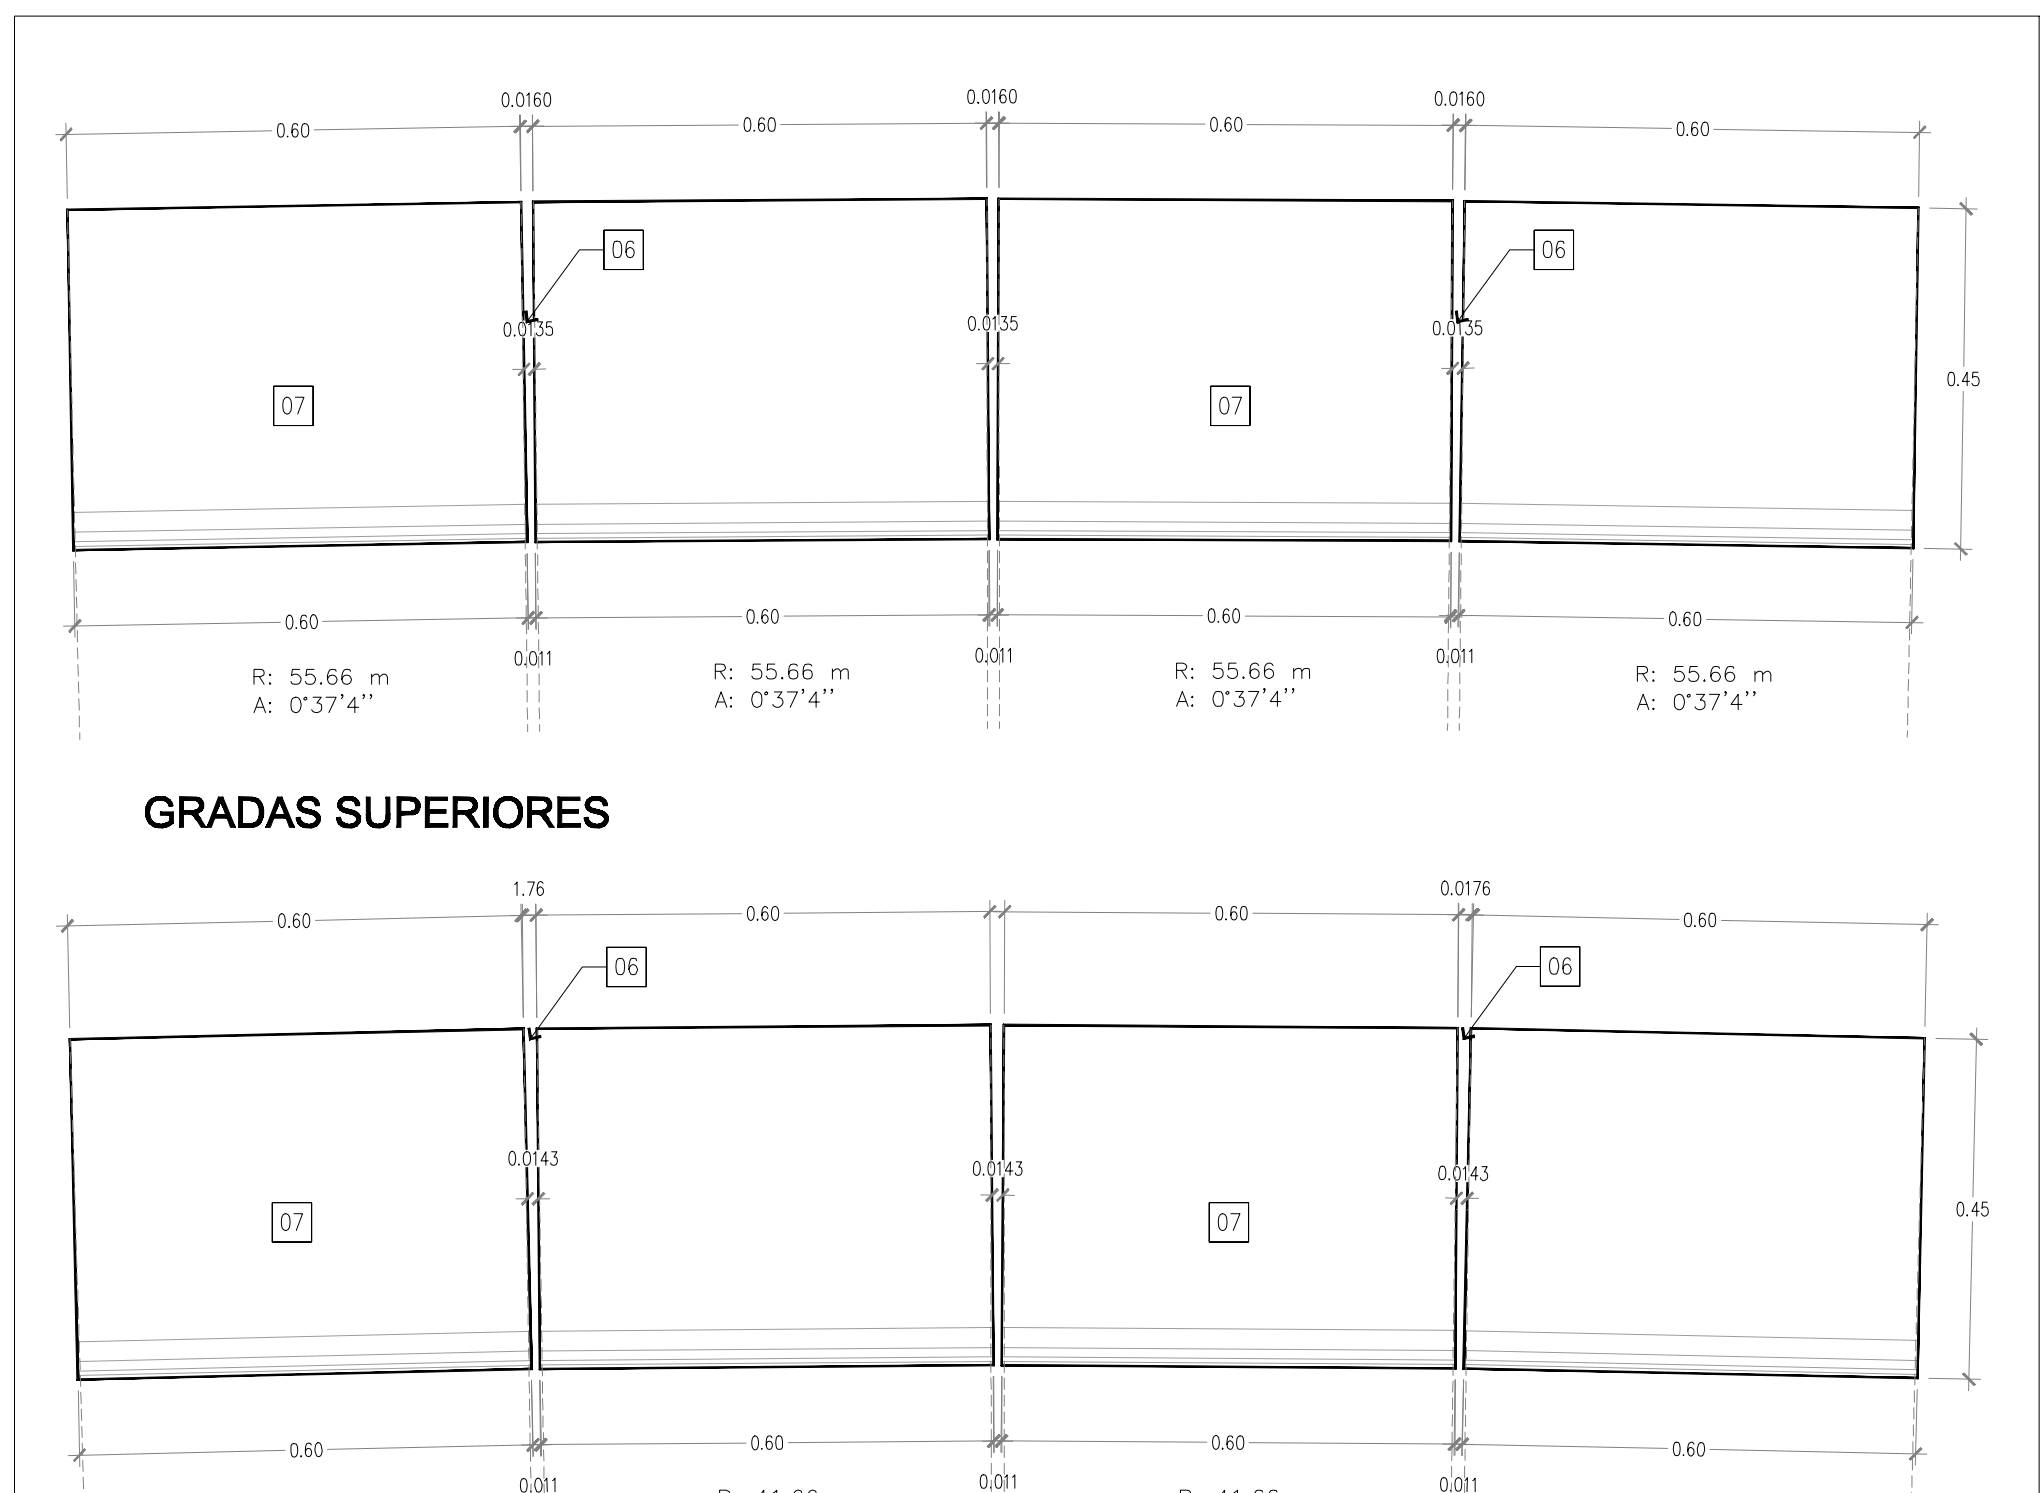 0.0160 0.0160 0.0160
0.60 0.60 0.60 0.60
06 06
0.0135 0.0135 0.0135
0.45
07 07
0.60 0.60 0.60 0.60
0.011 0.011 0.011
R: 55.66 m R: 55.66 m R: 55.66 m R: 55.66 m
A: 0°37'4'' A: 0°37'4'' A: 0°37'4'' A: 0°37'4''
GRADAS SUPERIORES
1.76 0.0176
0.60 0.60 0.60 0.60
06 06
0.0143 0.0143 0.0143
0.45
07 07
0.60 0.60 0.60 0.60
0.011 0.011 0.011